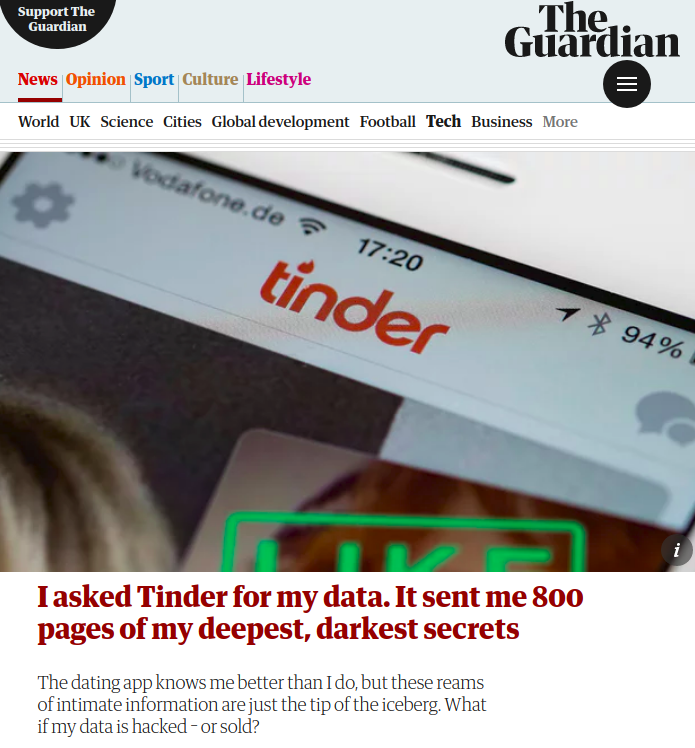 Support The
Guardian
The
Guardian
News Opinion Sport Culture Lifestyle
World UK Science Cities Global development Football Tech Business More
Vodafone.de
17:20
94%
tinder
LIKE
i
I asked Tinder for my data. It sent me 800
pages of my deepest, darkest secrets
The dating app knows me better than I do, but these reams
of intimate information are just the tip of the iceberg. What
if my data is hacked – or sold?